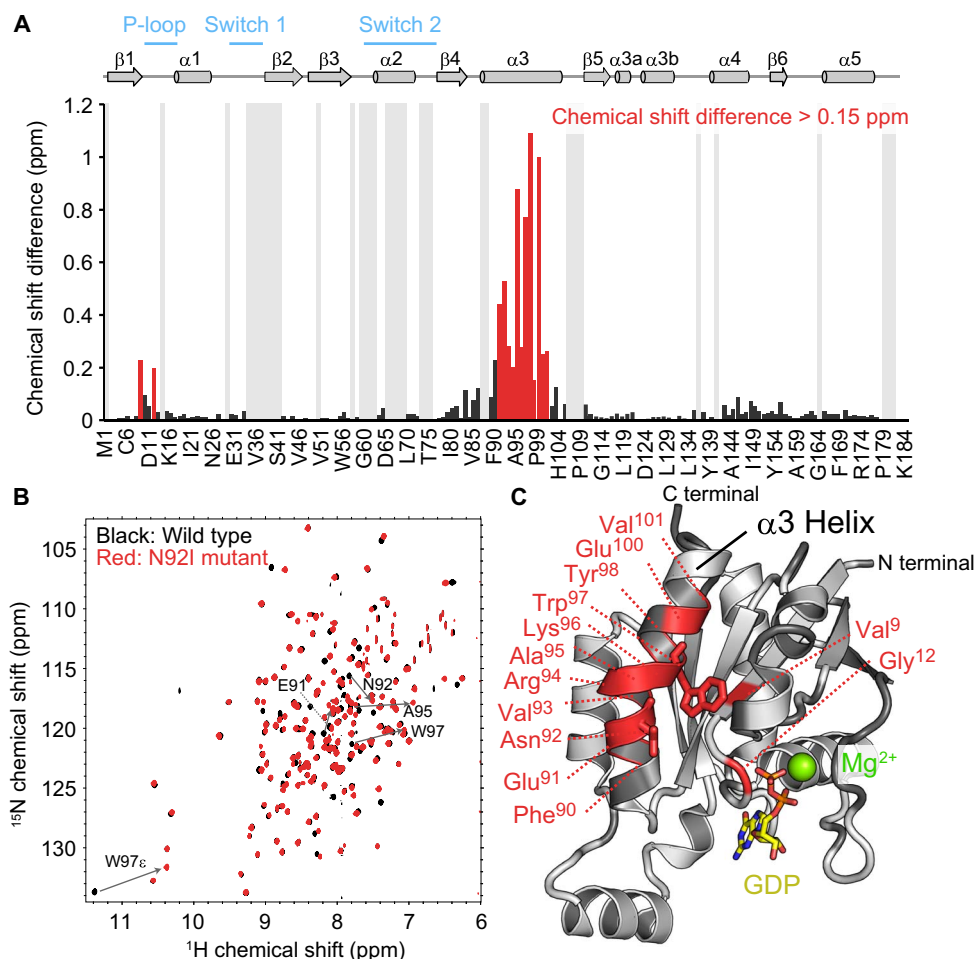 A
P-loop Switch 1 Switch 2
β1 α1 β2 β3 α2 β4 α3 β5 α3a α3b α4 β6 α5
Chemical shift difference > 0.15 ppm
Chemical shift difference (ppm)
1.2
1
0.8
0.6
0.4
0.2
0
M1 C6 D11 K16 I21 N26 E31 V36 S41 V46 V51 W56 G60 D65 L70 T75 I80 V85 F90 A95 P99 H104 P109 G114 L119 D124 L129 L134 Y139 A144 I149 Y154 A159 G164 F169 R174 P179 K184
B
Black: Wild type
Red: N92I mutant
105
110
115
120
125
130
¹⁵N chemical shift (ppm)
E91
N92
A95
W97
W97ε
11 10 9 8 7 6
¹H chemical shift (ppm)
C
C terminal
α3 Helix
N terminal
Val¹⁰¹
Glu¹⁰⁰
Tyr⁹⁸
Trp⁹⁷
Lys⁹⁶
Ala⁹⁵
Arg⁹⁴
Val⁹³
Asn⁹²
Glu⁹¹
Phe⁹⁰
Val⁹
Gly¹²
Mg²⁺
GDP